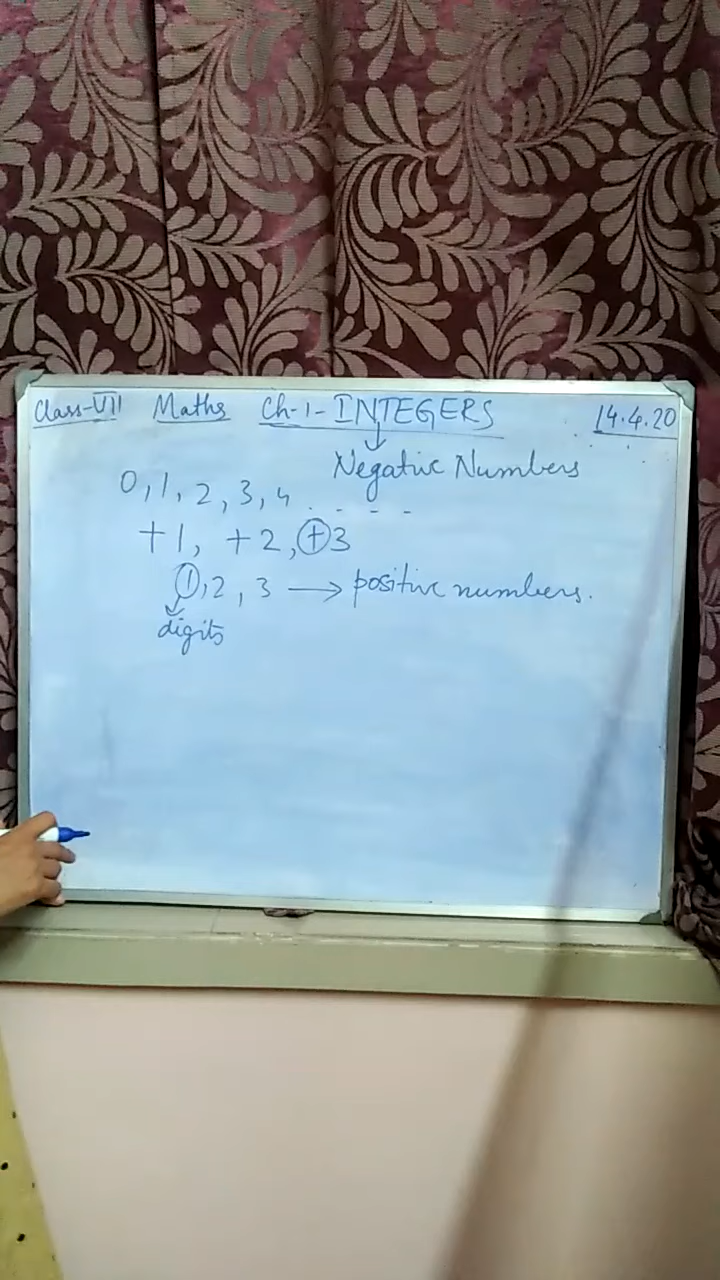 Class-VII Maths Ch-1-INTEGERS 14.4.20
Negative Numbers
0, 1, 2, 3, 4 - - - -
+1, +2, +3
1, 2, 3 → positive numbers.
digits